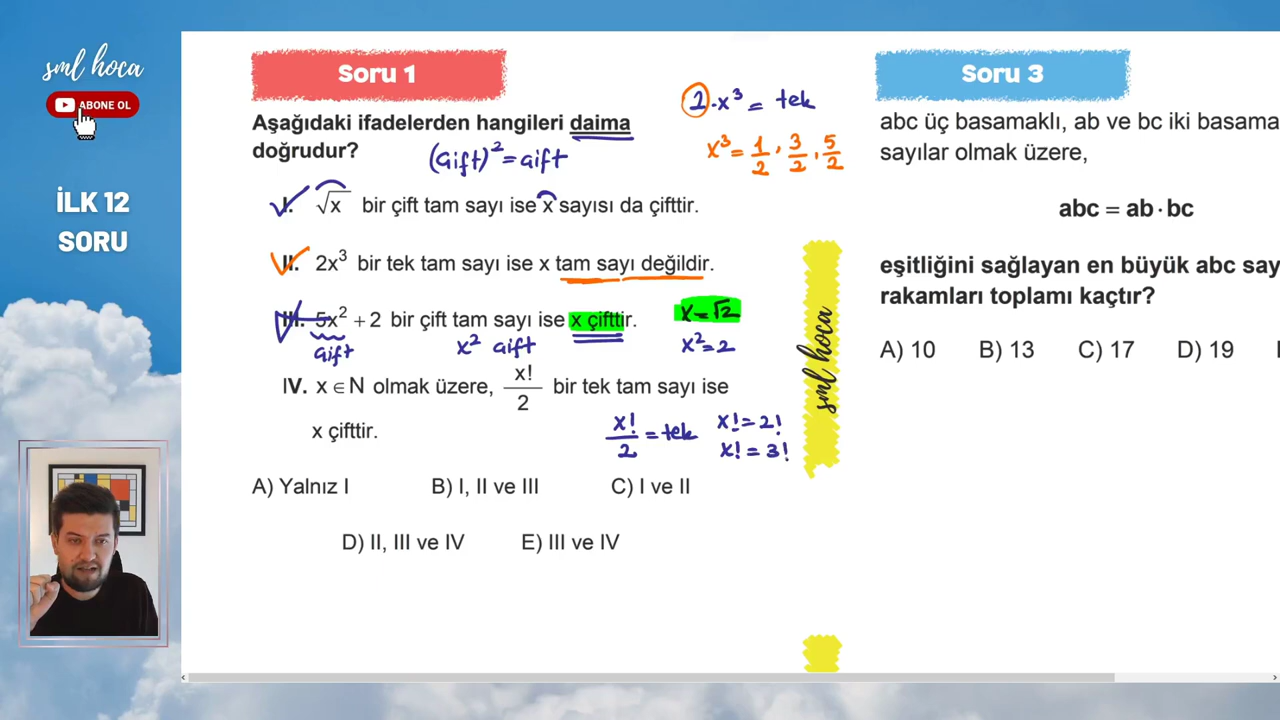 sml hoca
ABONE OL
İLK 12
SORU
Soru 1
Aşağıdaki ifadelerden hangileri daima
doğrudur?
(çift)² = çift
2·x³ = tek
x³ = 1/2, 3/2, 5/2
I. √x bir çift tam sayı ise x sayısı da çifttir.
II. 2x³ bir tek tam sayı ise x tam sayı değildir.
III. 5x² + 2 bir çift tam sayı ise x çifttir.
çift
x² çift
x = √2
x² = 2
IV. x ∈ N olmak üzere, x!/2 bir tek tam sayı ise
x çifttir.
x!/2 = tek
x! = 2!
x! = 3!
A) Yalnız I B) I, II ve III C) I ve II
D) II, III ve IV E) III ve IV
sml hoca
Soru 3
abc üç basamaklı, ab ve bc iki basama
sayılar olmak üzere,
abc = ab · bc
eşitliğini sağlayan en büyük abc say
rakamları toplamı kaçtır?
A) 10 B) 13 C) 17 D) 19